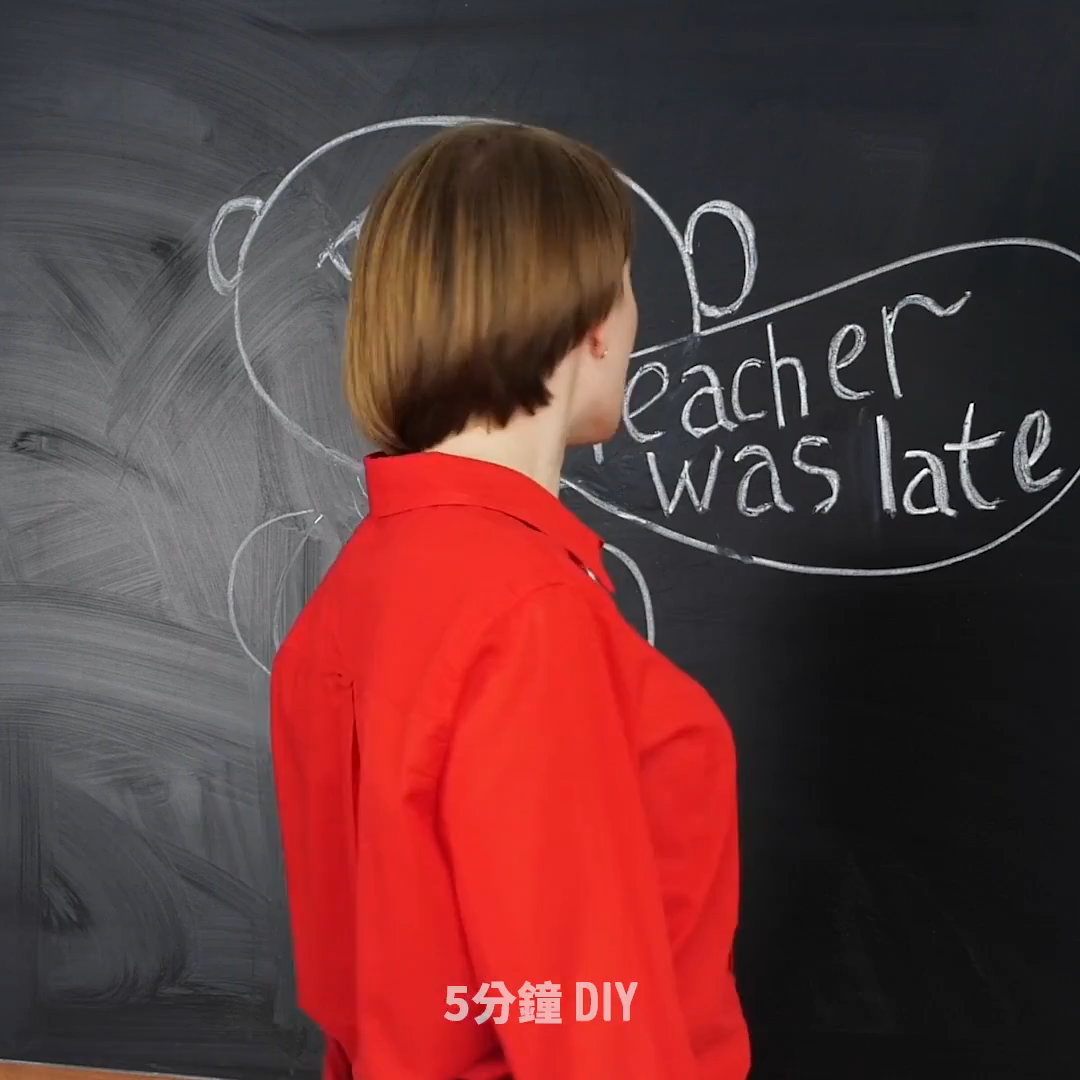 eacher
was late
5分鐘 DIY